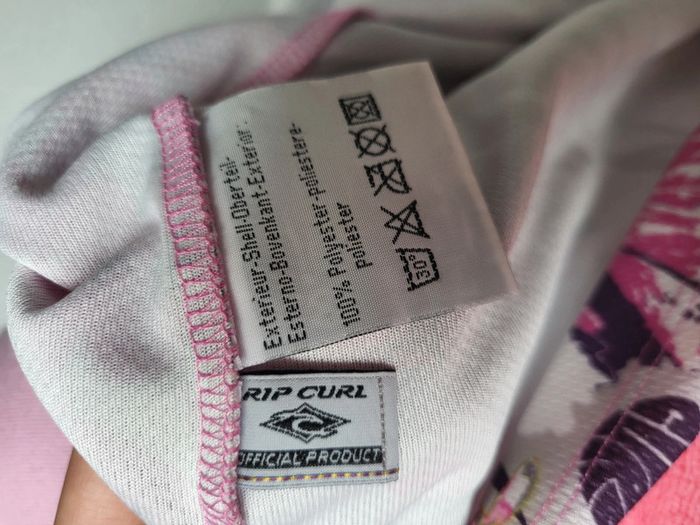 Exterieur-Shell-Oberteil-
Esterno-Bovenkant-Exterior:
100% Polyester-poliestere-
poliester
30°
RIP CURL
OFFICIAL PRODUCT